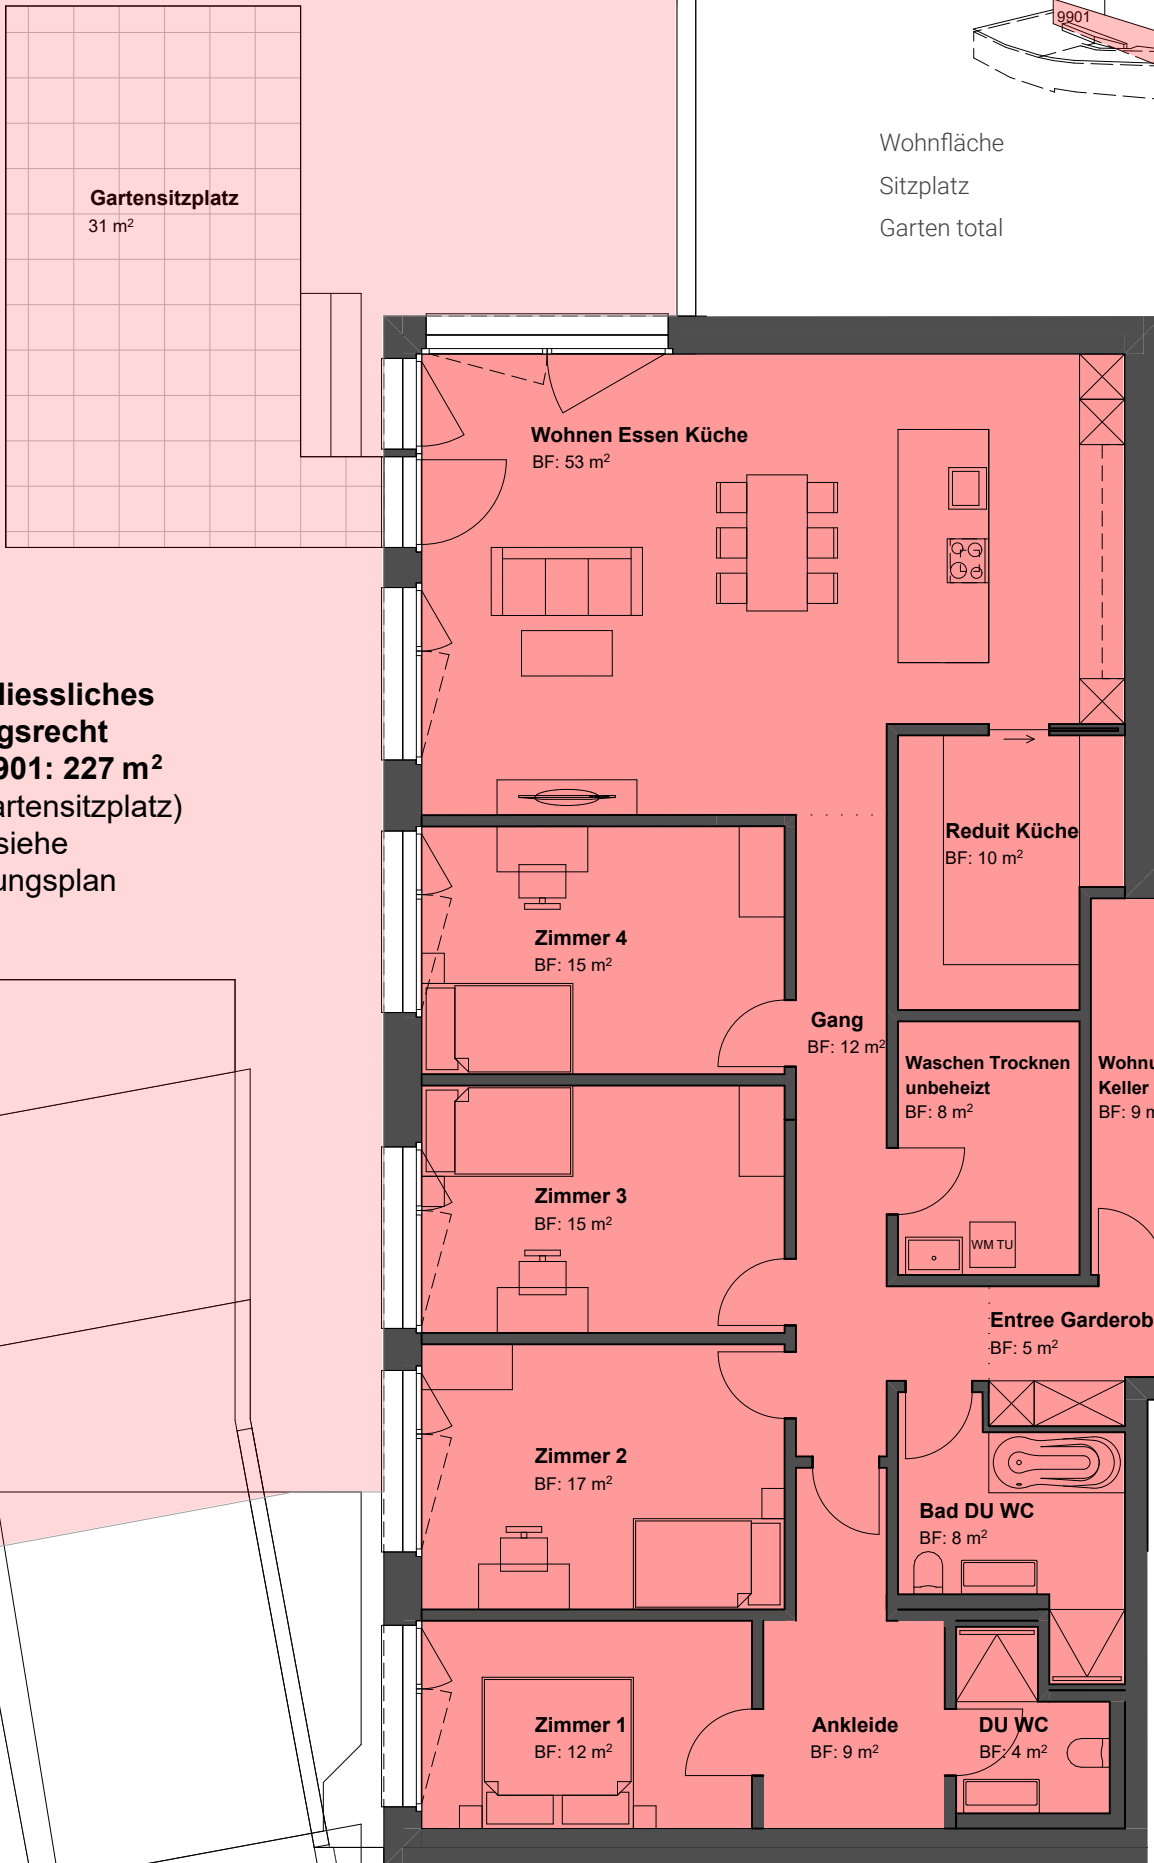 9901
Wohnfläche
Sitzplatz
Garten total
Gartensitzplatz
31 m²
Wohnen Essen Küche
BF: 53 m²
liessliches
gsrecht
901: 227 m²
artensitzplatz)
siehe
ungsplan
Reduit Küche
BF: 10 m²
Zimmer 4
BF: 15 m²
Gang
BF: 12 m²
Waschen Trocknen
unbeheizt
BF: 8 m²
Wohnu
Keller
BF: 9 m
Zimmer 3
BF: 15 m²
WM TU
Entree Garderob
BF: 5 m²
Zimmer 2
BF: 17 m²
Bad DU WC
BF: 8 m²
Zimmer 1
BF: 12 m²
Ankleide
BF: 9 m²
DU WC
BF: 4 m²